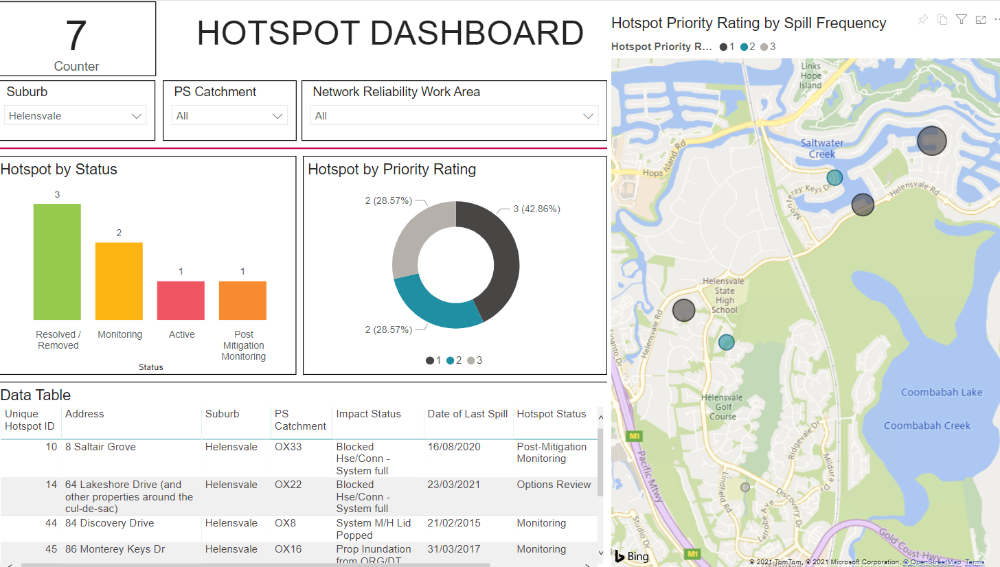 7
Counter
HOTSPOT DASHBOARD
Suburb
Helensvale
PS Catchment
All
Network Reliability Work Area
All
Hotspot by Status
3
2
1
1
Resolved /
Removed
Monitoring
Active
Post
Mitigation
Monitoring
Status
Hotspot by Priority Rating
2 (28.57%)
3 (42.86%)
2 (28.57%)
1 2 3
Data Table
Unique
Hotspot ID
Address
Suburb
PS
Catchment
Impact Status
Date of Last Spill
Hotspot Status
10
8 Saltair Grove
Helensvale
OX33
Blocked
Hse/Conn -
System full
16/08/2020
Post-Mitigation
Monitoring
14
64 Lakeshore Drive (and
other properties around the
cul-de-sac)
Helensvale
OX22
Blocked
Hse/Conn -
System full
23/03/2021
Options Review
44
84 Discovery Drive
Helensvale
OX8
System M/H Lid
Popped
21/02/2015
Monitoring
45
86 Monterey Keys Dr
Helensvale
OX16
Prop Inundation
from ORG/DT
31/03/2017
Monitoring
Hotspot Priority Rating by Spill Frequency
Hotspot Priority R... 1 2 3
Links
Hope
Island
Hope Island Rd
Saltwater
Creek
Helensvale Rd
Helensvale
State
High
School
Helensvale Rd
Helensvale
Golf
Course
Coombabah Lake
Coombabah Creek
M1
Pacific Mtwy
Ridgevale Dr
Mildura Dr
Lindfield Rd
Discovery Dr
Latrobe Ave
Studio Dr
M1
Gold Coast Hwy
Bing
© 2021 TomTom, © 2021 Microsoft Corporation, © OpenStreetMap Terms